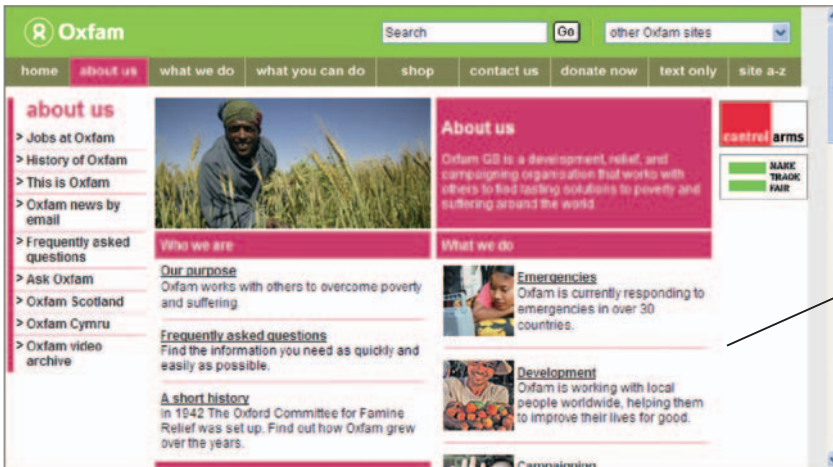 Oxfam
Search
Go
other Oxfam sites
home about us what we do what you can do shop contact us donate now text only site a-z
about us
> Jobs at Oxfam
> History of Oxfam
> This is Oxfam
> Oxfam news by
email
> Frequently asked
questions
> Ask Oxfam
> Oxfam Scotland
> Oxfam Cymru
> Oxfam video
archive
About us
Oxfam GB is a development, relief, and
campaigning organisation that works with
others to find lasting solutions to poverty and
suffering around the world.
control arms
MAKE
TRADE
FAIR
Who we are
Our purpose
Oxfam works with others to overcome poverty
and suffering.
Frequently asked questions
Find the information you need as quickly and
easily as possible.
A short history
In 1942 The Oxford Committee for Famine
Relief was set up. Find out how Oxfam grew
over the years.
What we do
Emergencies
Oxfam is currently responding to
emergencies in over 30
countries.
Development
Oxfam is working with local
people worldwide, helping them
to improve their lives for good.
Campaigning